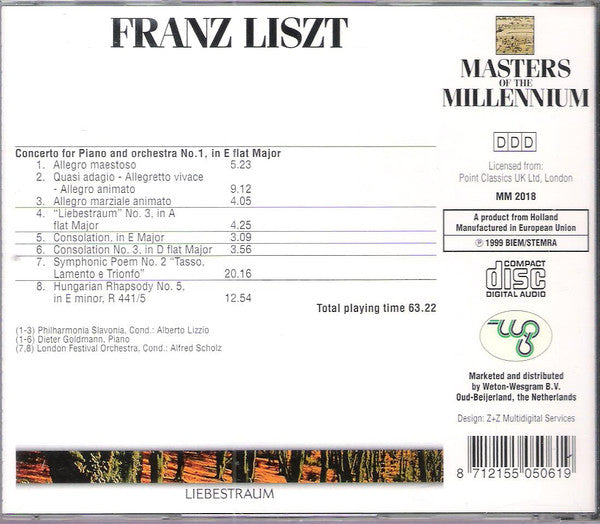 FRANZ LISZT
MASTERS
OF THE
MILLENNIUM
DDD
Licensed from:
Point Classics UK Ltd, London
MM 2018
A product from Holland
Manufactured in European Union
Ⓟ 1999 BIEM/STEMRA
COMPACT
disc
DIGITAL AUDIO
Marketed and distributed
by Weton-Wesgram B.V.
Oud-Beijerland, the Netherlands
Design: Z+Z Multidigital Services
8 712155 050619
Concerto for Piano and orchestra No.1, in E flat Major
1. Allegro maestoso 5.23
2. Quasi adagio - Allegretto vivace
- Allegro animato 9.12
3. Allegro marziale animato 4.05
4. "Liebestraum" No. 3, in A
flat Major 4.25
5. Consolation, in E Major 3.09
6. Consolation No. 3, in D flat Major 3.56
7. Symphonic Poem No. 2 "Tasso,
Lamento e Trionfo" 20.16
8. Hungarian Rhapsody No. 5,
in E minor, R 441/5 12.54
Total playing time 63.22
(1-3) Philharmonia Slavonia, Cond.: Alberto Lizzio
(1-6) Dieter Goldmann, Piano
(7,8) London Festival Orchestra, Cond.: Alfred Scholz
LIEBESTRAUM